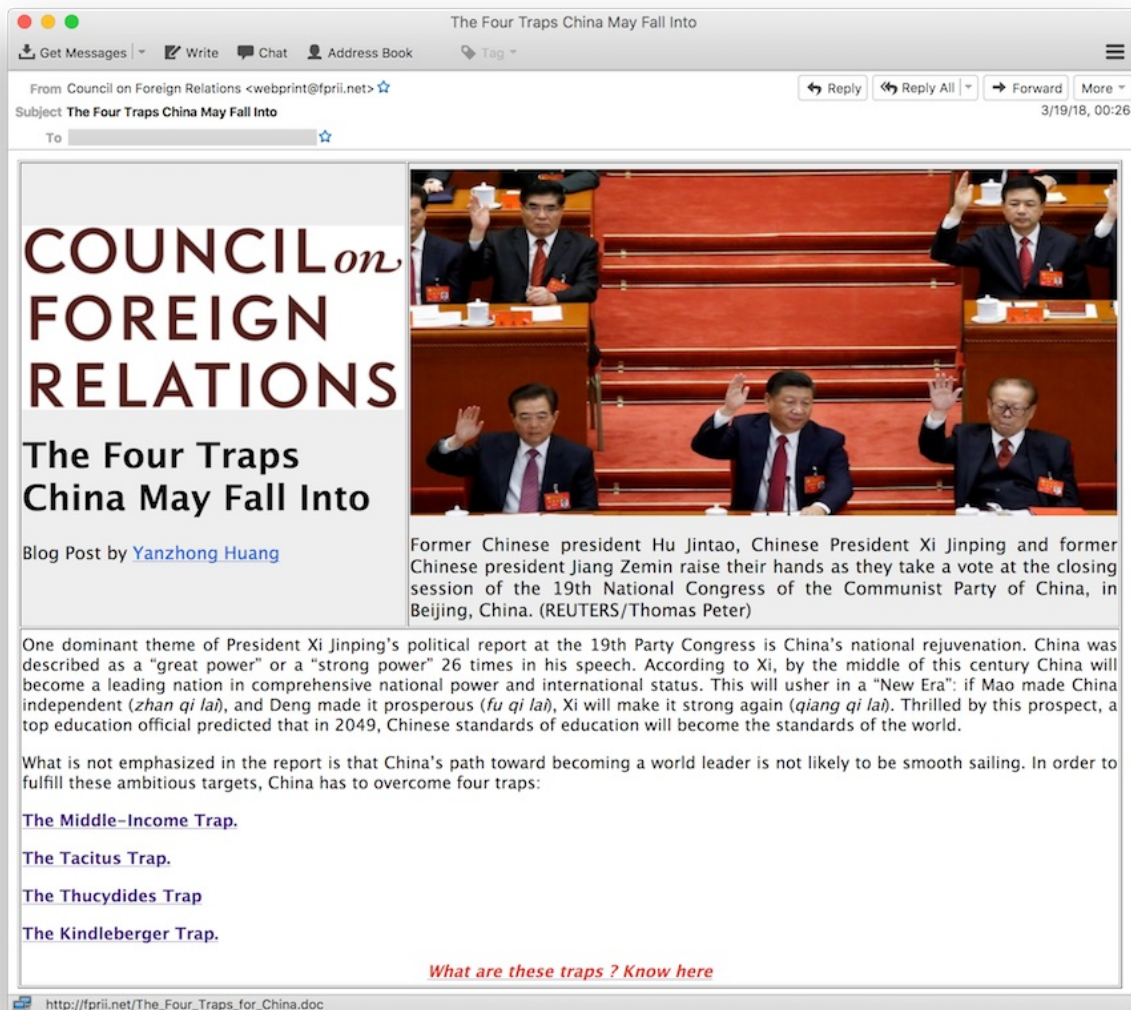 The Four Traps China May Fall Into
Get Messages
Write
Chat
Address Book
Tag
From Council on Foreign Relations <webprint@fprii.net>
Reply
Reply All
Forward
More
Subject The Four Traps China May Fall Into
3/19/18, 00:26
To
COUNCIL on
FOREIGN
RELATIONS
The Four Traps
China May Fall Into
Blog Post by Yanzhong Huang
Former Chinese president Hu Jintao, Chinese President Xi Jinping and former
Chinese president Jiang Zemin raise their hands as they take a vote at the closing
session of the 19th National Congress of the Communist Party of China, in
Beijing, China. (REUTERS/Thomas Peter)
One dominant theme of President Xi Jinping's political report at the 19th Party Congress is China's national rejuvenation. China was
described as a “great power” or a “strong power” 26 times in his speech. According to Xi, by the middle of this century China will
become a leading nation in comprehensive national power and international status. This will usher in a “New Era”: if Mao made China
independent (zhan qi lai), and Deng made it prosperous (fu qi lai), Xi will make it strong again (qiang qi lai). Thrilled by this prospect, a
top education official predicted that in 2049, Chinese standards of education will become the standards of the world.
What is not emphasized in the report is that China's path toward becoming a world leader is not likely to be smooth sailing. In order to
fulfill these ambitious targets, China has to overcome four traps:
The Middle-Income Trap.
The Tacitus Trap.
The Thucydides Trap
The Kindleberger Trap.
What are these traps ? Know here
http://fprii.net/The_Four_Traps_for_China.doc